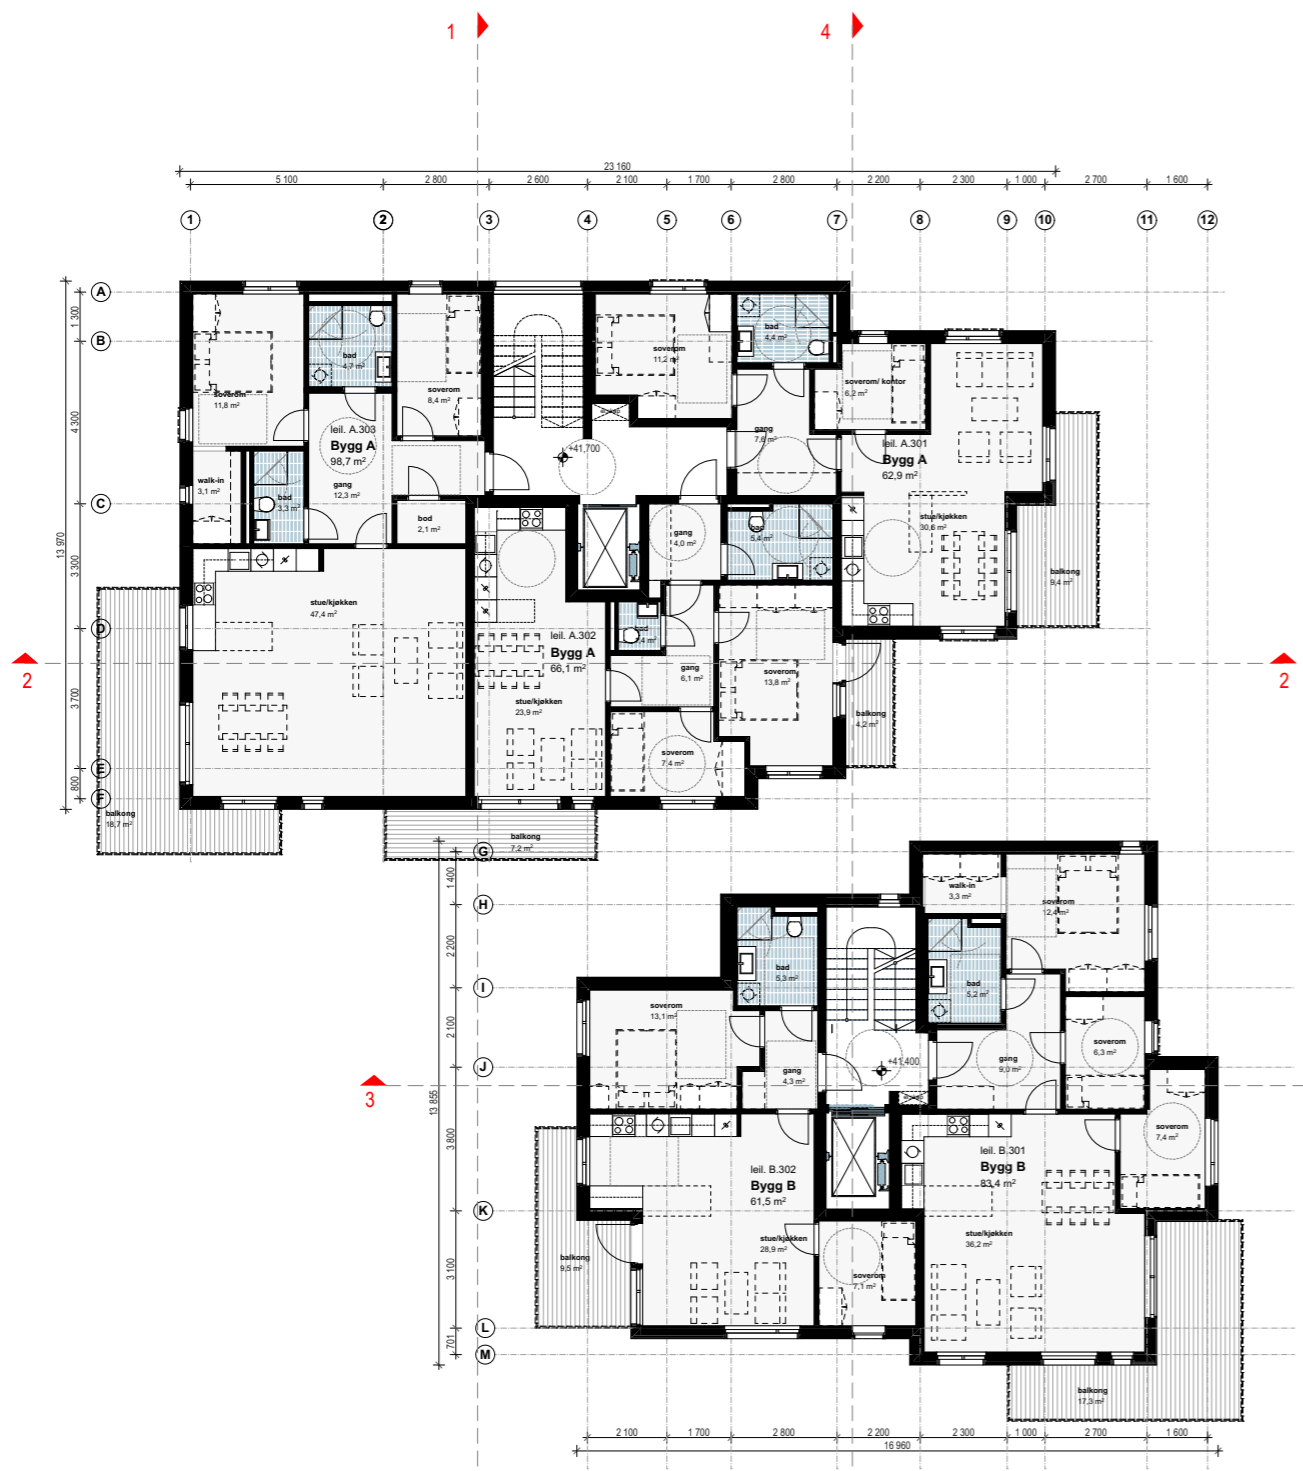 1
4
23 160
5 100
2 800
2 600
2 100
1 700
2 800
2 200
2 300
1 000
2 700
1 600
1
2
3
4
5
6
7
8
9
10
11
12
A
B
C
D
E
F
1 300
4 300
3 300
3 700
800
13 970
soverom
11,8 m²
bad
4,7 m²
soverom
8,4 m²
leil. A.303
Bygg A
98,7 m²
walk-in
3,1 m²
bad
3,3 m²
gang
12,3 m²
bod
2,1 m²
stue/kjøkken
47,4 m²
balkong
18,7 m²
+41,700
soverom
11,2 m²
bad
4,4 m²
soverom/ kontor
6,2 m²
gang
7,6 m²
leil. A.301
Bygg A
62,9 m²
stue/kjøkken
30,6 m²
balkong
9,4 m²
gang
4,0 m²
bad
5,4 m²
leil. A.302
Bygg A
66,1 m²
bad
gang
6,1 m²
soverom
13,8 m²
stue/kjøkken
23,9 m²
soverom
7,4 m²
balkong
4,2 m²
balkong
7,2 m²
2
2
G
H
I
J
K
L
M
1 400
2 200
2 100
3 800
3 100
701
13 855
3
walk-in
3,3 m²
soverom
12,4 m²
bad
5,3 m²
bad
5,2 m²
soverom
13,1 m²
gang
4,3 m²
+41,400
gang
9,0 m²
soverom
6,3 m²
soverom
7,4 m²
leil. B.302
Bygg B
61,5 m²
leil. B.301
Bygg B
83,4 m²
stue/kjøkken
28,9 m²
stue/kjøkken
36,2 m²
balkong
9,5 m²
soverom
7,1 m²
balkong
17,3 m²
2 100
1 700
2 800
2 200
2 300
1 000
2 700
1 600
16 960